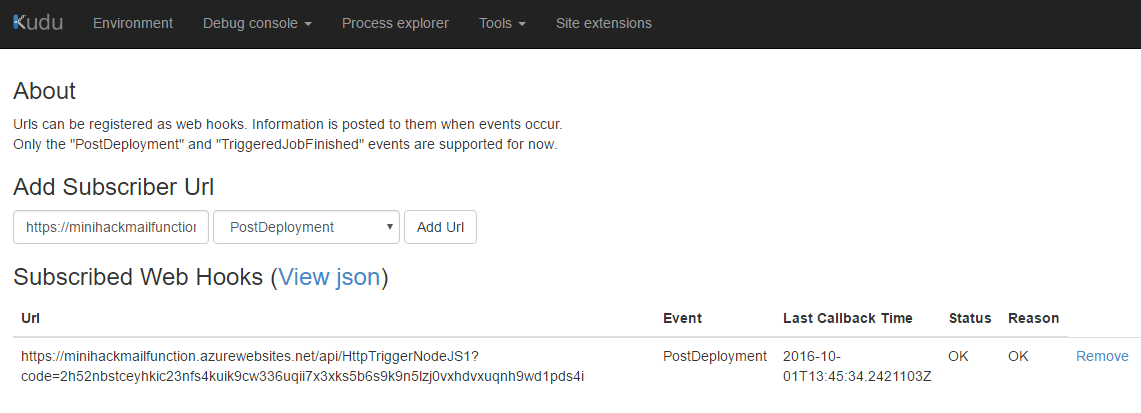 Kudu Environment Debug console Process explorer Tools Site extensions
About
Urls can be registered as web hooks. Information is posted to them when events occur.
Only the "PostDeployment" and "TriggeredJobFinished" events are supported for now.
Add Subscriber Url
https://minihackmailfunction PostDeployment Add Url
Subscribed Web Hooks (View json)
Url Event Last Callback Time Status Reason
https://minihackmailfunction.azurewebsites.net/api/HttpTriggerNodeJS1? PostDeployment 2016-10- OK OK Remove
code=2h52nbstceyhkic23nfs4kuik9cw336uqii7x3xks5b6s9k9n5lzj0vxhdvxuqnh9wd1pds4i 01T13:45:34.2421103Z